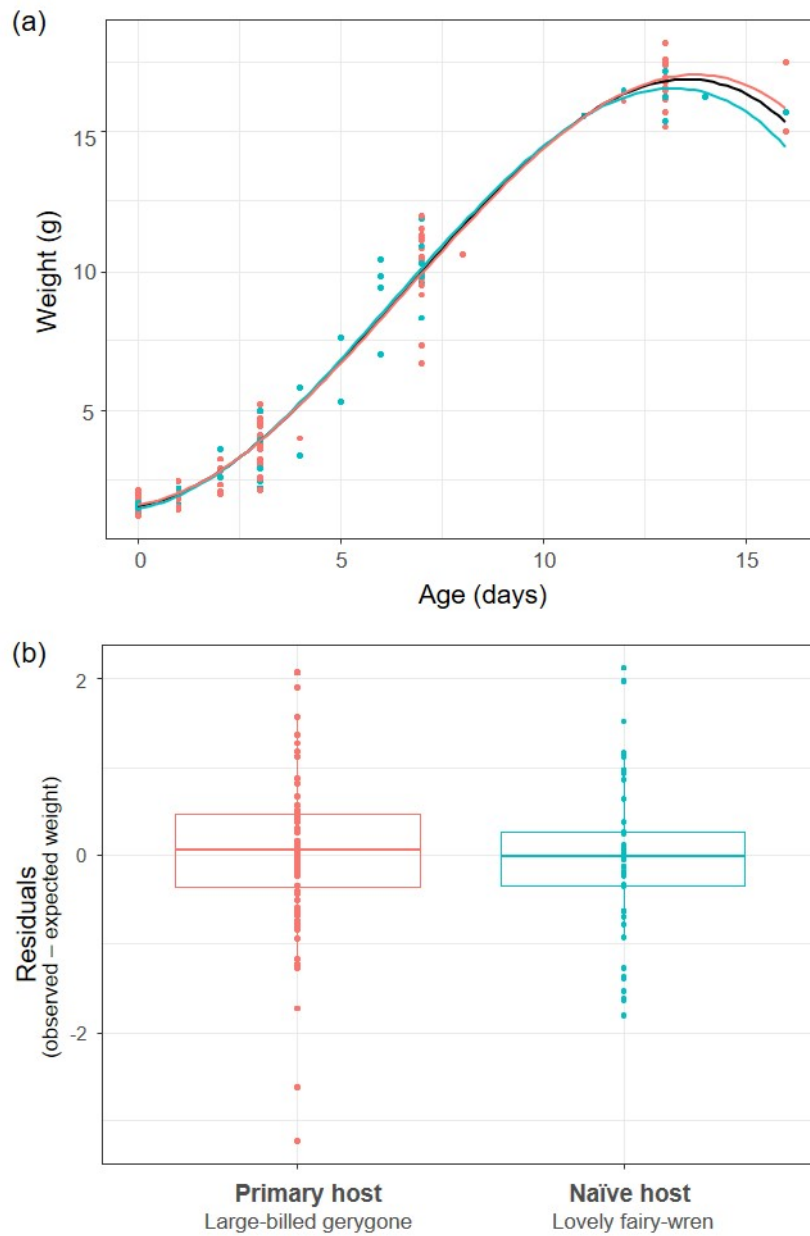 (a)
Weight (g)
15
10
5
0
5
10
15
Age (days)
(b)
Residuals
(observed – expected weight)
2
0
-2
Primary host
Large-billed gerygone
Naïve host
Lovely fairy-wren